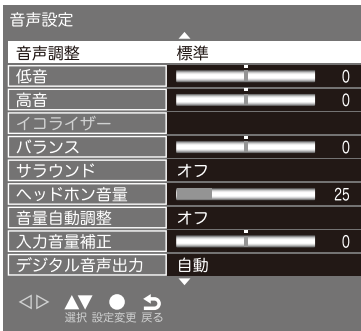 音声設定
音声調整 標準
低音 0
高音 0
イコライザー
バランス 0
サラウンド オフ
ヘッドホン音量 25
音量自動調整 オフ
入力音量補正 0
デジタル音声出力 自動
選択 設定変更 戻る